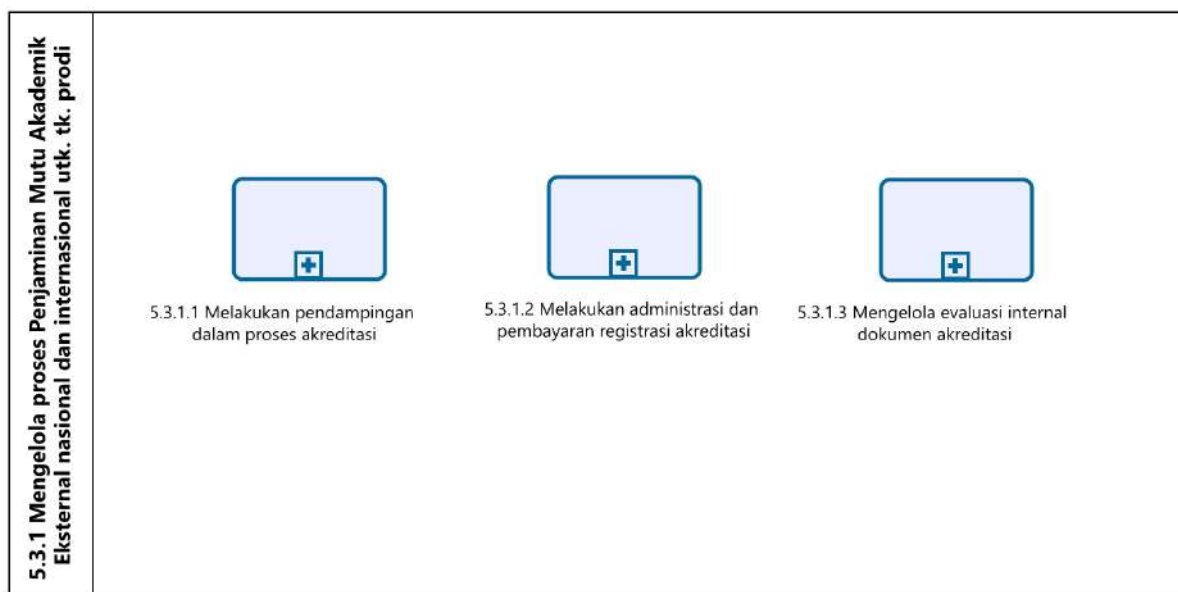 5.3.1 Mengelola proses Penjaminan Mutu Akademik
Eksternal nasional dan internasional utk. tk. prodi
5.3.1.1 Melakukan pendampingan
dalam proses akreditasi
5.3.1.2 Melakukan administrasi dan
pembayaran registrasi akreditasi
5.3.1.3 Mengelola evaluasi internal
dokumen akreditasi